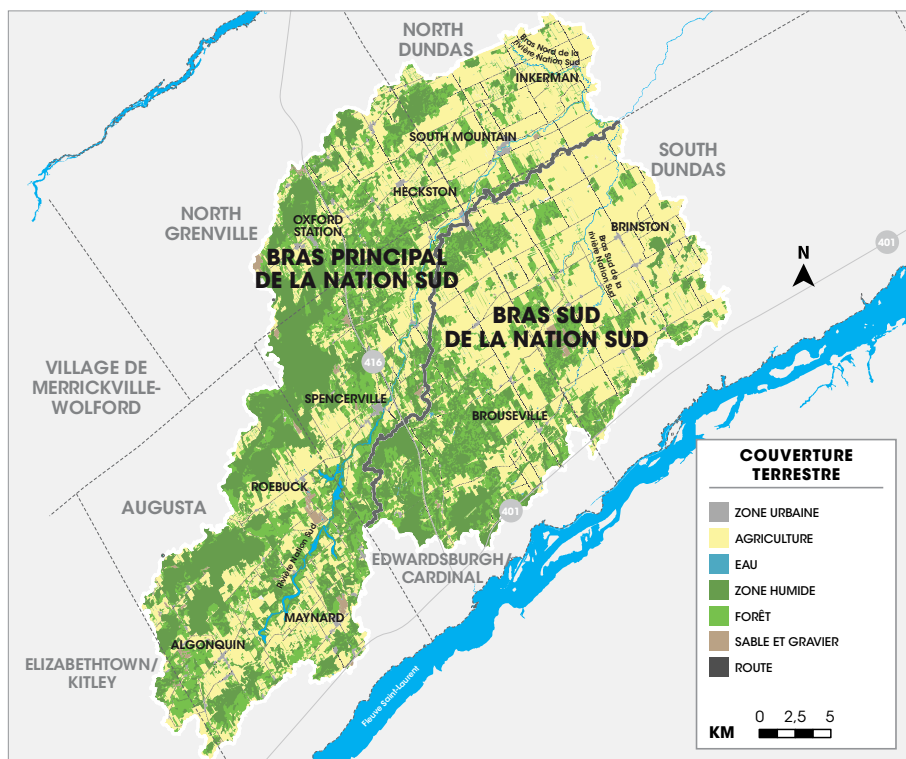 NORTH
DUNDAS
Bras Nord de la
rivière Nation Sud
INKERMAN
SOUTH MOUNTAIN
SOUTH
DUNDAS
HECKSTON
NORTH
GRENVILLE
OXFORD
STATION
BRINSTON
401
BRAS PRINCIPAL
DE LA NATION SUD
Bras Sud de la
rivière Nation Sud
N
BRAS SUD
DE LA NATION SUD
416
VILLAGE DE
MERRICKVILLE-
WOLFORD
SPENCERVILLE
BROUSEVILLE
ROEBUCK
AUGUSTA
401
Rivière Nation Sud
EDWARDSBURGH/
CARDINAL
MAYNARD
ALGONQUIN
ELIZABETHTOWN/
KITLEY
Fleuve Saint-Laurent
COUVERTURE
TERRESTRE
ZONE URBAINE
AGRICULTURE
EAU
ZONE HUMIDE
FORÊT
SABLE ET GRAVIER
ROUTE
KM 0 2,5 5